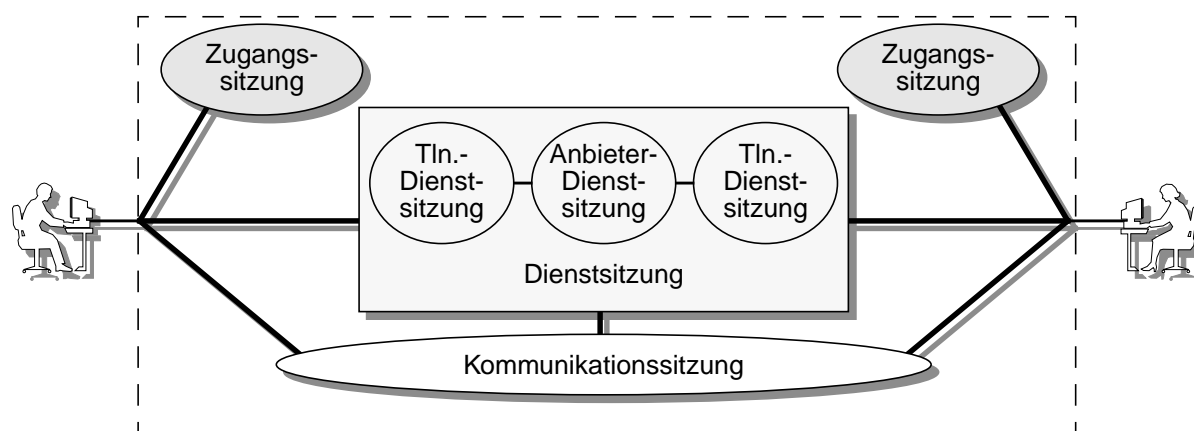 Zugangs-
sitzung
Zugangs-
sitzung
Tln.-
Dienst-
sitzung
Anbieter-
Dienst-
sitzung
Tln.-
Dienst-
sitzung
Dienstsitzung
Kommunikationssitzung